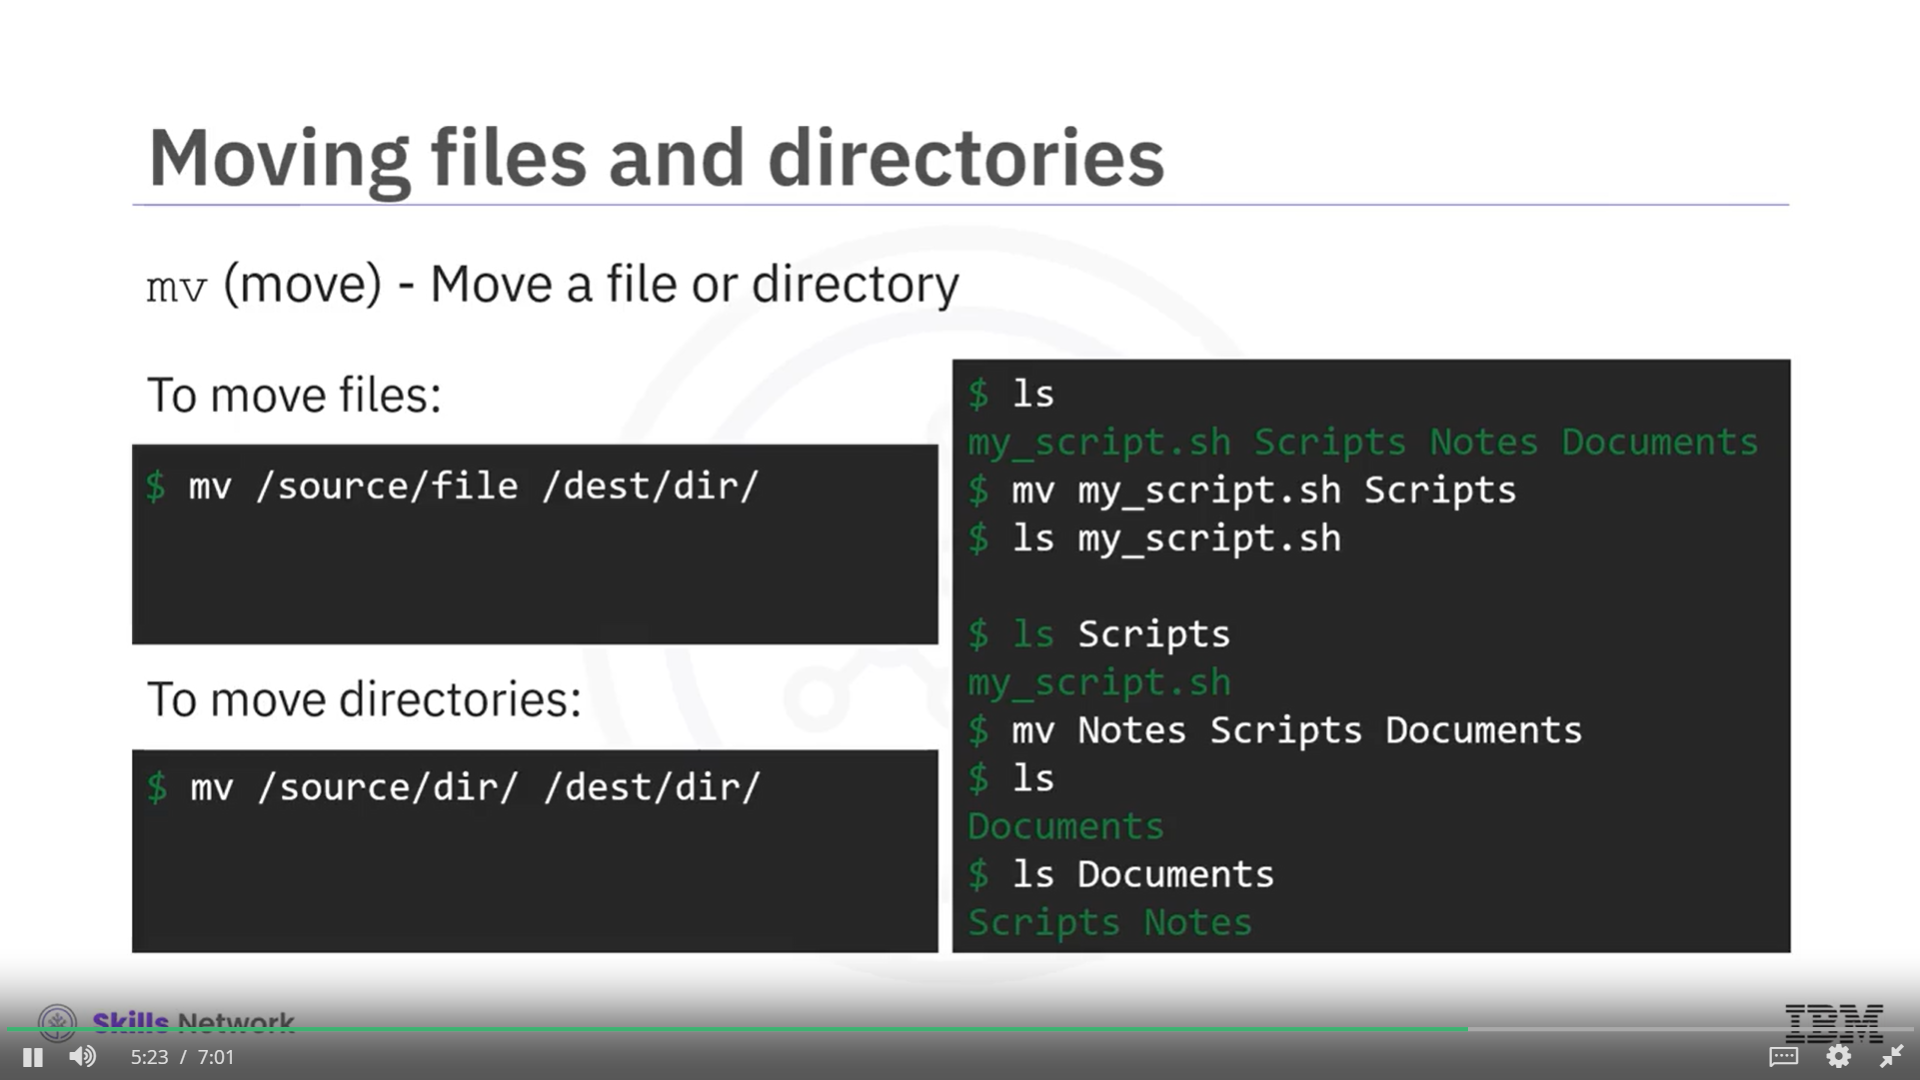 Moving files and directories
mv (move) - Move a file or directory
To move files:
$ mv /source/file /dest/dir/
To move directories:
$ mv /source/dir/ /dest/dir/
$ ls
my_script.sh Scripts Notes Documents
$ mv my_script.sh Scripts
$ ls my_script.sh
$ ls Scripts
my_script.sh
$ mv Notes Scripts Documents
$ ls
Documents
$ ls Documents
Scripts Notes
Skills Network
IBM
5:23 / 7:01